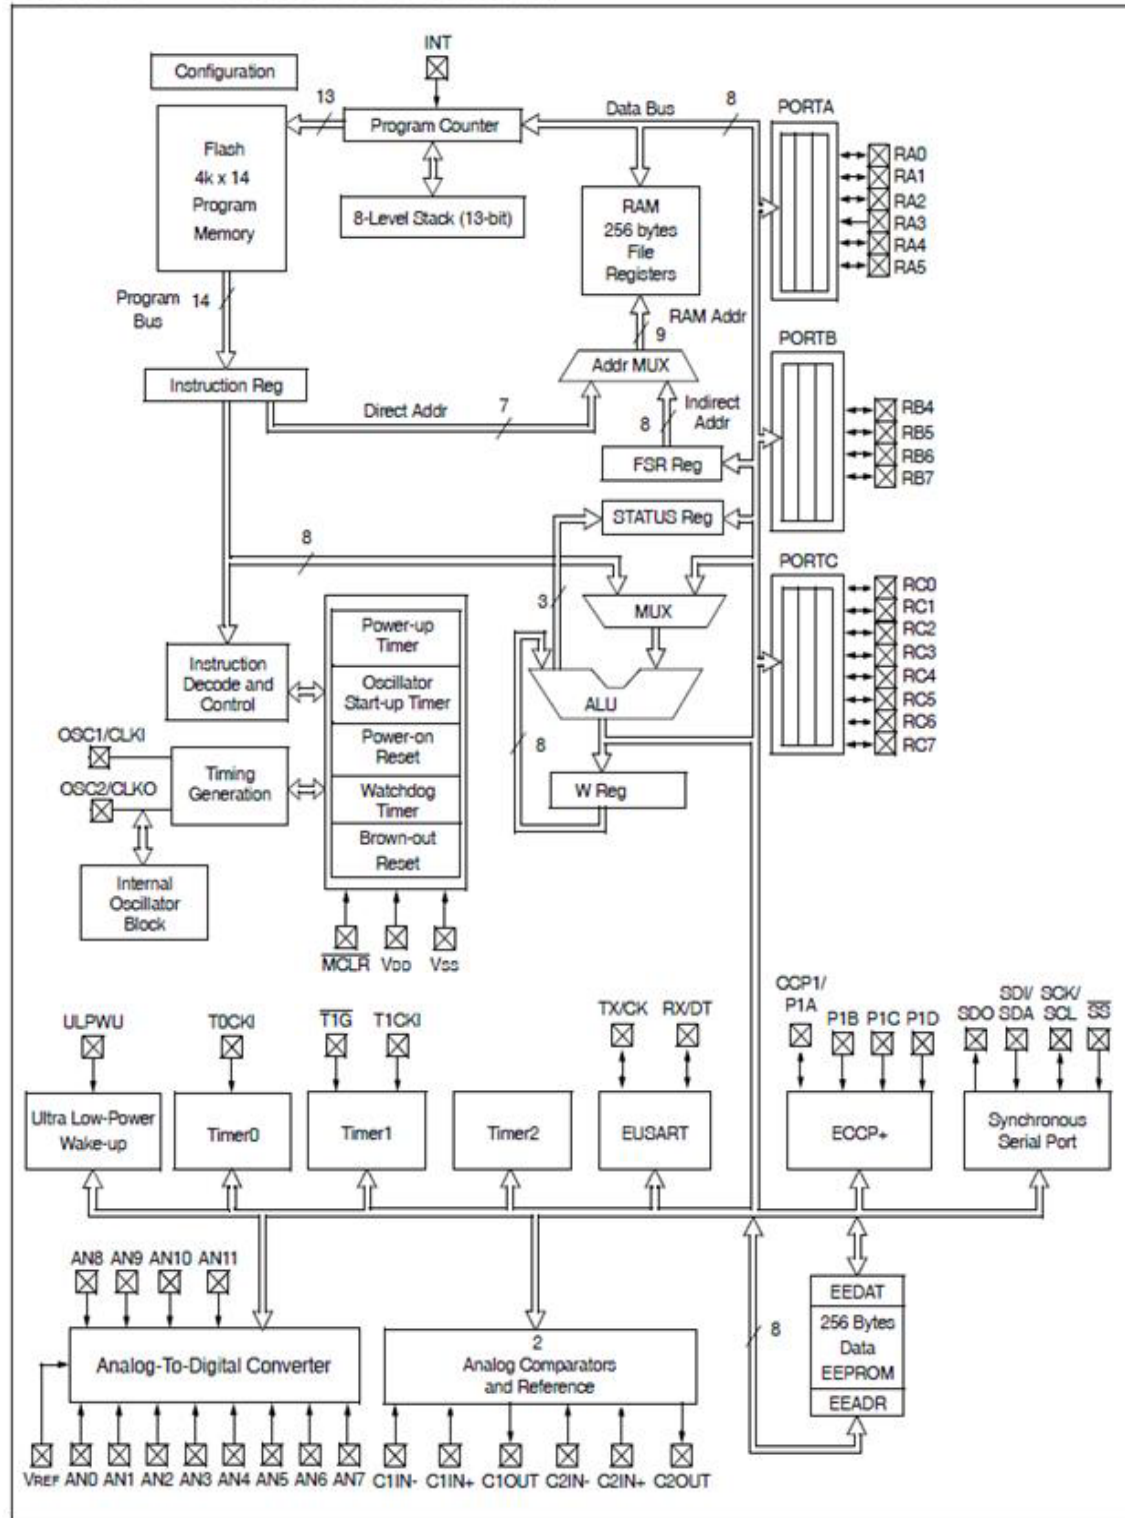 INT
Configuration
13
Program Counter
Data Bus
8
PORTA
Flash
4k x 14
Program
Memory
8-Level Stack (13-bit)
RAM
256 bytes
File
Registers
RA0
RA1
RA2
RA3
RA4
RA5
Program
Bus
14
RAM Addr
9
PORTB
Addr MUX
Instruction Reg
Direct Addr
7
Indirect
Addr
8
FSR Reg
RB4
RB5
RB6
RB7
STATUS Reg
8
PORTC
3
MUX
RC0
RC1
RC2
RC3
RC4
RC5
RC6
RC7
Power-up
Timer
Instruction
Decode and
Control
Oscillator
Start-up Timer
ALU
OSC1/CLKI
Power-on
Reset
8
OSC2/CLKO
Timing
Generation
Watchdog
Timer
W Reg
Brown-out
Reset
Internal
Oscillator
Block
MCLR
VDD
VSS
ULPWU
T0CKI
T1G
T1CKI
TX/CK
RX/DT
CCP1/
P1A
P1B
P1C
P1D
SDO
SDI/
SDA
SCK/
SCL
SS
Ultra Low-Power
Wake-up
Timer0
Timer1
Timer2
EUSART
ECCP+
Synchronous
Serial Port
AN8
AN9
AN10
AN11
EEDAT
256 Bytes
Data
EEPROM
EEADR
8
Analog-To-Digital Converter
2
Analog Comparators
and Reference
VREF
AN0
AN1
AN2
AN3
AN4
AN5
AN6
AN7
C1IN-
C1IN+
C1OUT
C2IN-
C2IN+
C2OUT